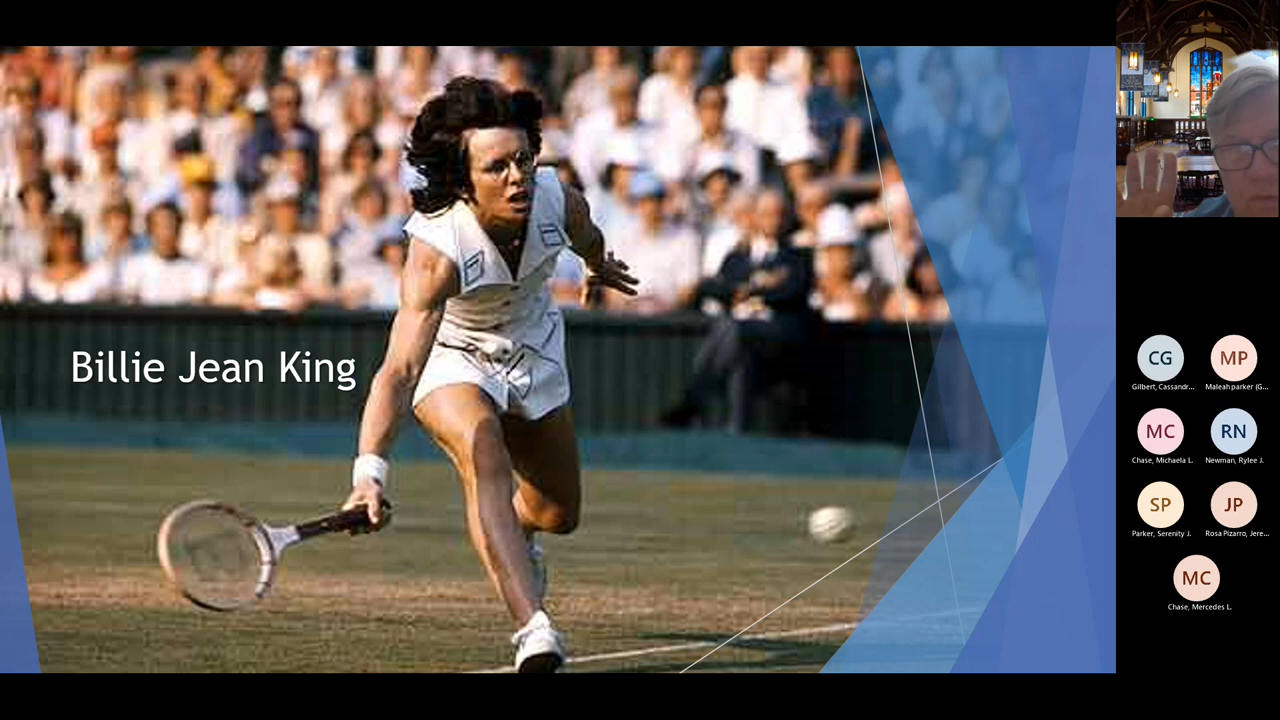 Billie Jean King
CG
MP
Gilbert, Cassandr...
Maleah parker (G...
MC
RN
Chase, Michaela L.
Newman, Rylee J.
SP
JP
Parker, Serenity J.
Rosa Pizarro, Jere...
MC
Chase, Mercedes L.